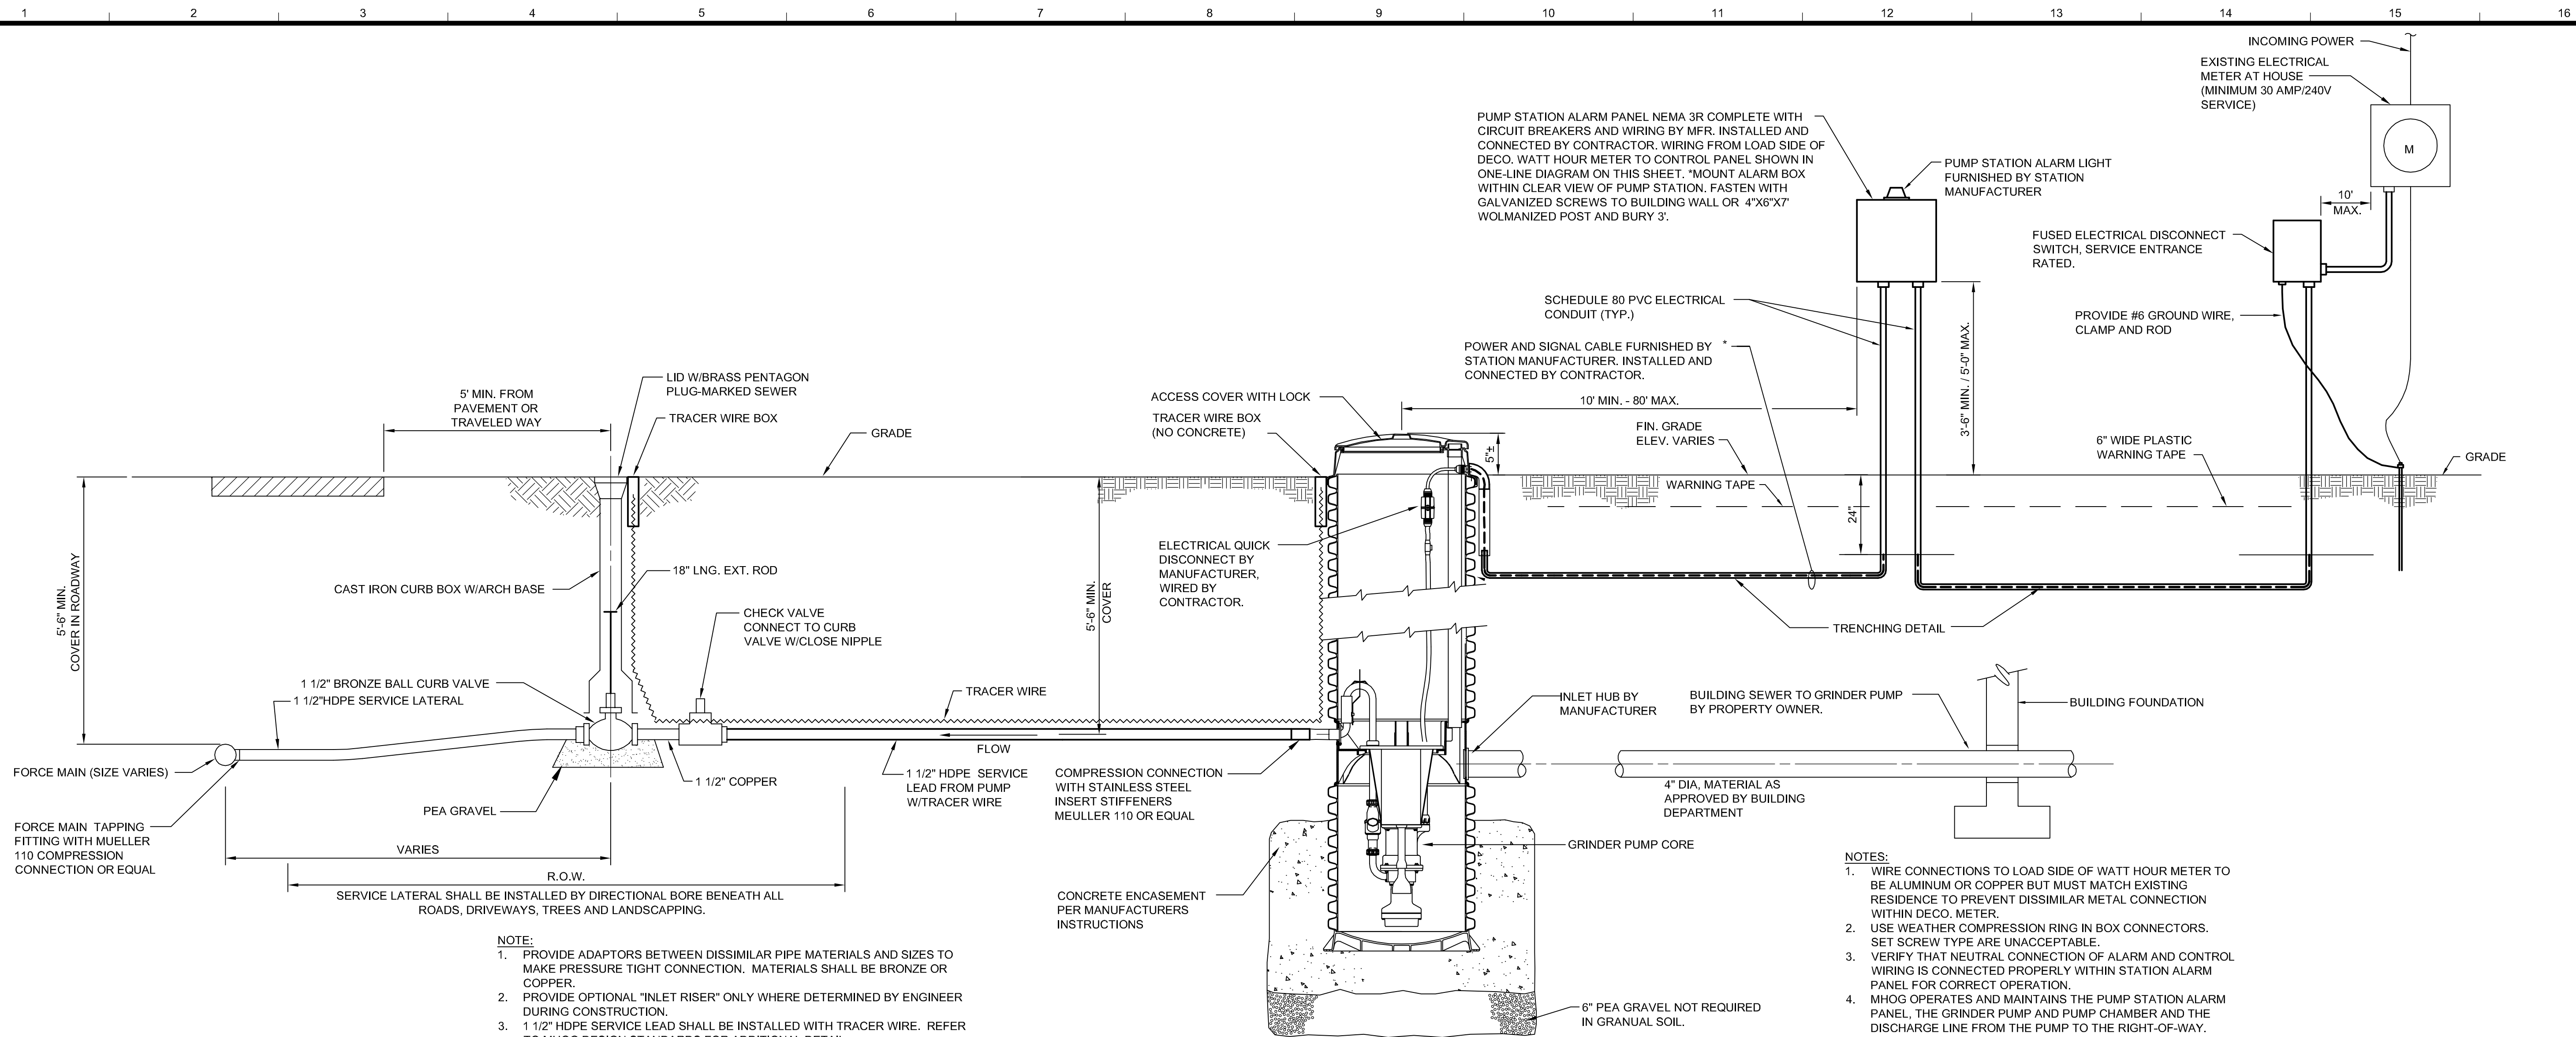 1 2 3 4 5 6 7 8 9 10 11 12 13 14 15 16
INCOMING POWER
EXISTING ELECTRICAL
METER AT HOUSE
(MINIMUM 30 AMP/240V
SERVICE)
M
10'
MAX.
PUMP STATION ALARM PANEL NEMA 3R COMPLETE WITH
CIRCUIT BREAKERS AND WIRING BY MFR. INSTALLED AND
CONNECTED BY CONTRACTOR. WIRING FROM LOAD SIDE OF
DECO. WATT HOUR METER TO CONTROL PANEL SHOWN IN
ONE-LINE DIAGRAM ON THIS SHEET. *MOUNT ALARM BOX
WITHIN CLEAR VIEW OF PUMP STATION. FASTEN WITH
GALVANIZED SCREWS TO BUILDING WALL OR 4"X6"X7'
WOLMANIZED POST AND BURY 3'.
PUMP STATION ALARM LIGHT
FURNISHED BY STATION
MANUFACTURER
FUSED ELECTRICAL DISCONNECT
SWITCH, SERVICE ENTRANCE
RATED.
SCHEDULE 80 PVC ELECTRICAL
CONDUIT (TYP.)
PROVIDE #6 GROUND WIRE,
CLAMP AND ROD
POWER AND SIGNAL CABLE FURNISHED BY *
STATION MANUFACTURER. INSTALLED AND
CONNECTED BY CONTRACTOR.
3'-6" MIN. / 5'-0" MAX.
LID W/BRASS PENTAGON
PLUG-MARKED SEWER
5' MIN. FROM
PAVEMENT OR
TRAVELED WAY
TRACER WIRE BOX
GRADE
ACCESS COVER WITH LOCK
TRACER WIRE BOX
(NO CONCRETE)
10' MIN. - 80' MAX.
5"±
FIN. GRADE
ELEV. VARIES
6" WIDE PLASTIC
WARNING TAPE
GRADE
WARNING TAPE
24"
5'-6" MIN.
COVER IN ROADWAY
CAST IRON CURB BOX W/ARCH BASE
18" LNG. EXT. ROD
CHECK VALVE
CONNECT TO CURB
VALVE W/CLOSE NIPPLE
5'-6" MIN.
COVER
ELECTRICAL QUICK
DISCONNECT BY
MANUFACTURER,
WIRED BY
CONTRACTOR.
TRENCHING DETAIL
1 1/2" BRONZE BALL CURB VALVE
1 1/2"HDPE SERVICE LATERAL
TRACER WIRE
INLET HUB BY
MANUFACTURER
BUILDING SEWER TO GRINDER PUMP
BY PROPERTY OWNER.
BUILDING FOUNDATION
FLOW
FORCE MAIN (SIZE VARIES)
1 1/2" COPPER
1 1/2" HDPE SERVICE
LEAD FROM PUMP
W/TRACER WIRE
COMPRESSION CONNECTION
WITH STAINLESS STEEL
INSERT STIFFENERS
MEULLER 110 OR EQUAL
4" DIA, MATERIAL AS
APPROVED BY BUILDING
DEPARTMENT
PEA GRAVEL
FORCE MAIN TAPPING
FITTING WITH MUELLER
110 COMPRESSION
CONNECTION OR EQUAL
VARIES
R.O.W.
SERVICE LATERAL SHALL BE INSTALLED BY DIRECTIONAL BORE BENEATH ALL
ROADS, DRIVEWAYS, TREES AND LANDSCAPPING.
GRINDER PUMP CORE
CONCRETE ENCASEMENT
PER MANUFACTURERS
INSTRUCTIONS
6" PEA GRAVEL NOT REQUIRED
IN GRANUAL SOIL.
NOTE:
1. PROVIDE ADAPTORS BETWEEN DISSIMILAR PIPE MATERIALS AND SIZES TO
MAKE PRESSURE TIGHT CONNECTION. MATERIALS SHALL BE BRONZE OR
COPPER.
2. PROVIDE OPTIONAL "INLET RISER" ONLY WHERE DETERMINED BY ENGINEER
DURING CONSTRUCTION.
3. 1 1/2" HDPE SERVICE LEAD SHALL BE INSTALLED WITH TRACER WIRE. REFER
TO MHOG DESIGN STANDARDS FOR ADDITIONAL DETAIL
NOTES:
1. WIRE CONNECTIONS TO LOAD SIDE OF WATT HOUR METER TO
BE ALUMINUM OR COPPER BUT MUST MATCH EXISTING
RESIDENCE TO PREVENT DISSIMILAR METAL CONNECTION
WITHIN DECO. METER.
2. USE WEATHER COMPRESSION RING IN BOX CONNECTORS.
SET SCREW TYPE ARE UNACCEPTABLE.
3. VERIFY THAT NEUTRAL CONNECTION OF ALARM AND CONTROL
WIRING IS CONNECTED PROPERLY WITHIN STATION ALARM
PANEL FOR CORRECT OPERATION.
4. MHOG OPERATES AND MAINTAINS THE PUMP STATION ALARM
PANEL, THE GRINDER PUMP AND PUMP CHAMBER AND THE
DISCHARGE LINE FROM THE PUMP TO THE RIGHT-OF-WAY.